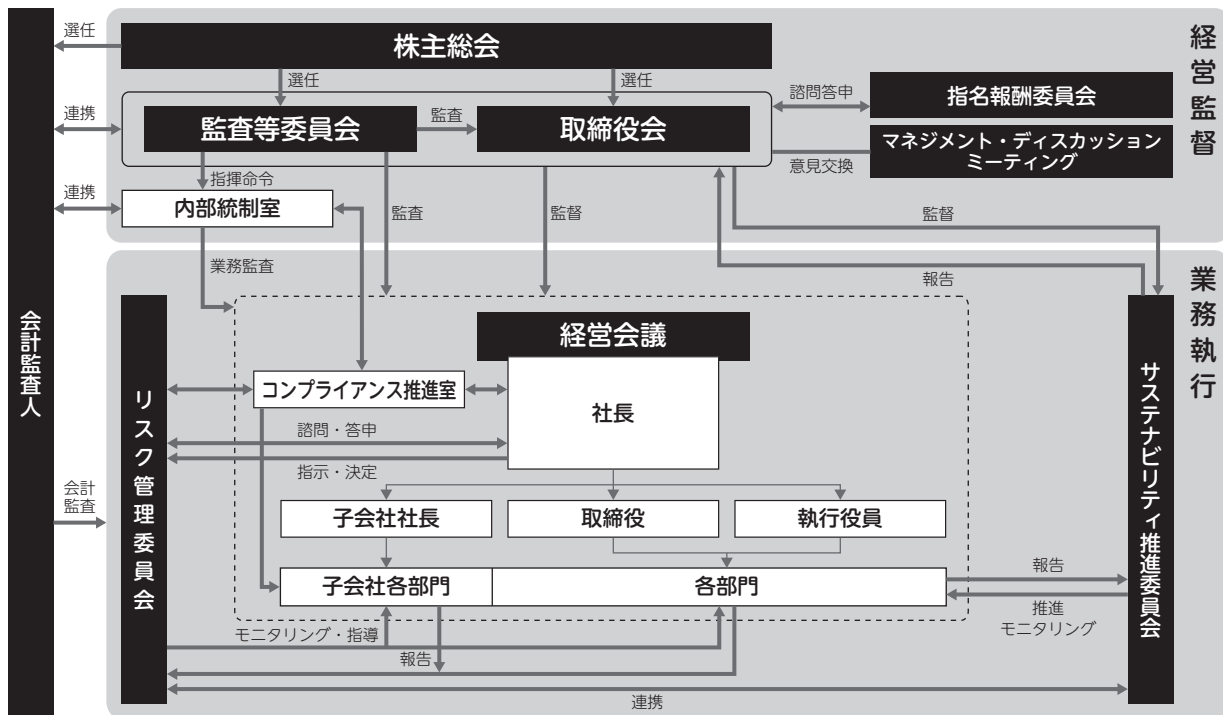 選任
株主総会
経営監督
選任
選任
諮問答申
指名報酬委員会
連携
監査等委員会
監査
取締役会
マネジメント・ディスカッション
ミーティング
意見交換
指揮命令
連携
内部統制室
監査
監督
監督
業務監査
報告
業務執行
会計監査人
経営会議
リスク管理委員会
コンプライアンス推進室
社長
サステナビリティ推進委員会
諮問・答申
指示・決定
会計
監査
子会社社長
取締役
執行役員
子会社各部門
各部門
報告
推進
モニタリング
モニタリング・指導
報告
連携